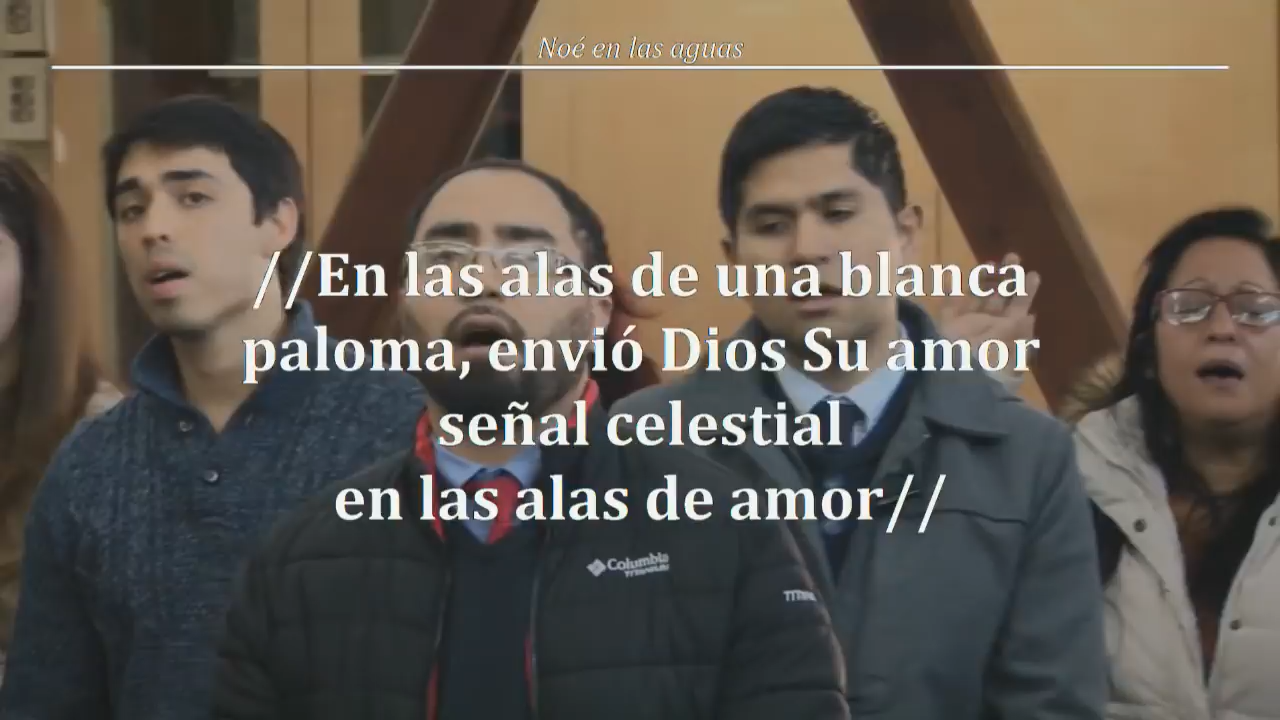 Noé en las aguas
//En las alas de una blanca
paloma, envió Dios Su amor
señal celestial
en las alas de amor//
Columbia
TITANIUM